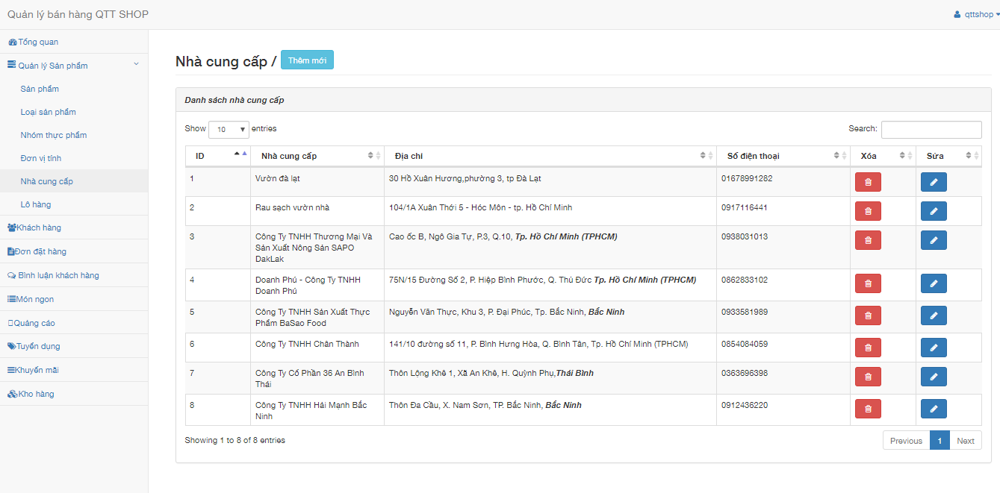 Quản lý bán hàng QTT SHOP
qttshop
Tổng quan
Quản lý Sản phẩm
Sản phẩm
Loại sản phẩm
Nhóm thực phẩm
Đơn vị tính
Nhà cung cấp
Lô hàng
Khách hàng
Đơn đặt hàng
Bình luận khách hàng
Món ngon
Quảng cáo
Tuyển dụng
Khuyến mãi
Kho hàng
Nhà cung cấp / Thêm mới
Danh sách nhà cung cấp
Show 10 entries Search:
ID Nhà cung cấp Địa chỉ Số điện thoại Xóa Sửa
1 Vườn đà lạt 30 Hồ Xuân Hương,phường 3, tp Đà Lạt 01678991282
2 Rau sạch vườn nhà 104/1A Xuân Thới 5 - Hóc Môn - tp. Hồ Chí Minh 0917116441
3 Công Ty TNHH Thương Mại Và Cao ốc B, Ngô Gia Tự, P.3, Q.10, Tp. Hồ Chí Minh (TPHCM) 0938031013
Sản Xuất Nông Sản SAPO
DakLak
4 Doanh Phú - Công Ty TNHH 75N/15 Đường Số 2, P. Hiệp Bình Phước, Q. Thủ Đức Tp. Hồ Chí Minh (TPHCM) 0862833102
Doanh Phú
5 Công Ty TNHH Sản Xuất Thực Nguyễn Văn Thực, Khu 3, P. Đại Phúc, Tp. Bắc Ninh, Bắc Ninh 0933581989
Phẩm BaSao Food
6 Công Ty TNHH Chân Thành 141/10 đường số 11, P. Bình Hưng Hòa, Q. Bình Tân, Tp. Hồ Chí Minh (TPHCM) 0854084059
7 Công Ty Cổ Phần 36 An Bình Thôn Lộng Khê 1, Xã An Khê, H. Quỳnh Phụ,Thái Bình 0363696398
Thái
8 Công Ty TNHH Hải Mạnh Bắc Thôn Đa Cầu, X. Nam Sơn, TP. Bắc Ninh, Bắc Ninh 0912436220
Ninh
Showing 1 to 8 of 8 entries
Previous 1 Next